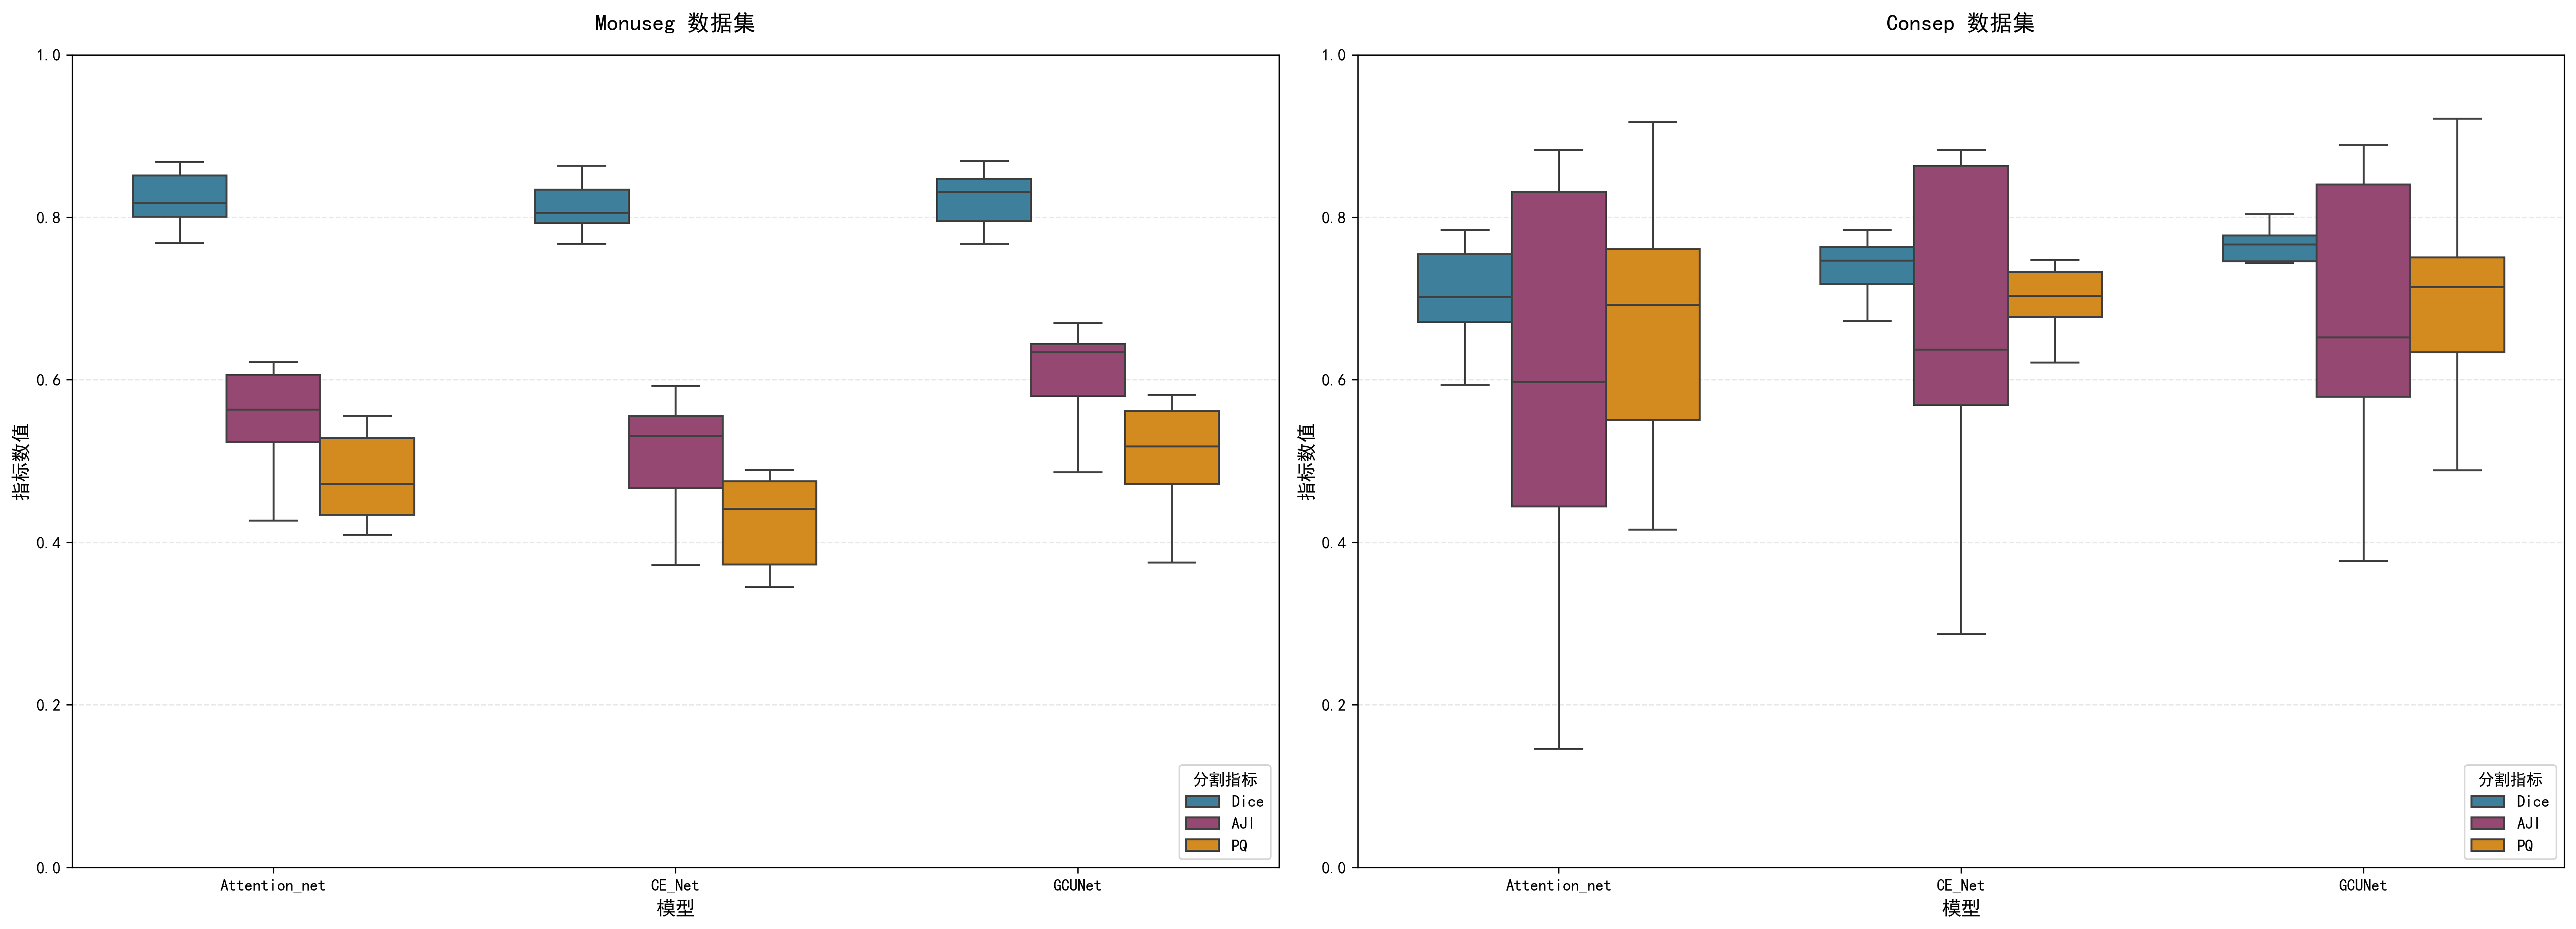 Monuseg 数据集
1.0
0.8
0.6
0.4
0.2
0.0
指标数值
Attention_net
CE_Net
GCUNet
模型
分割指标
Dice
AJI
PQ
Consep 数据集
1.0
0.8
0.6
0.4
0.2
0.0
指标数值
Attention_net
CE_Net
GCUNet
模型
分割指标
Dice
AJI
PQ